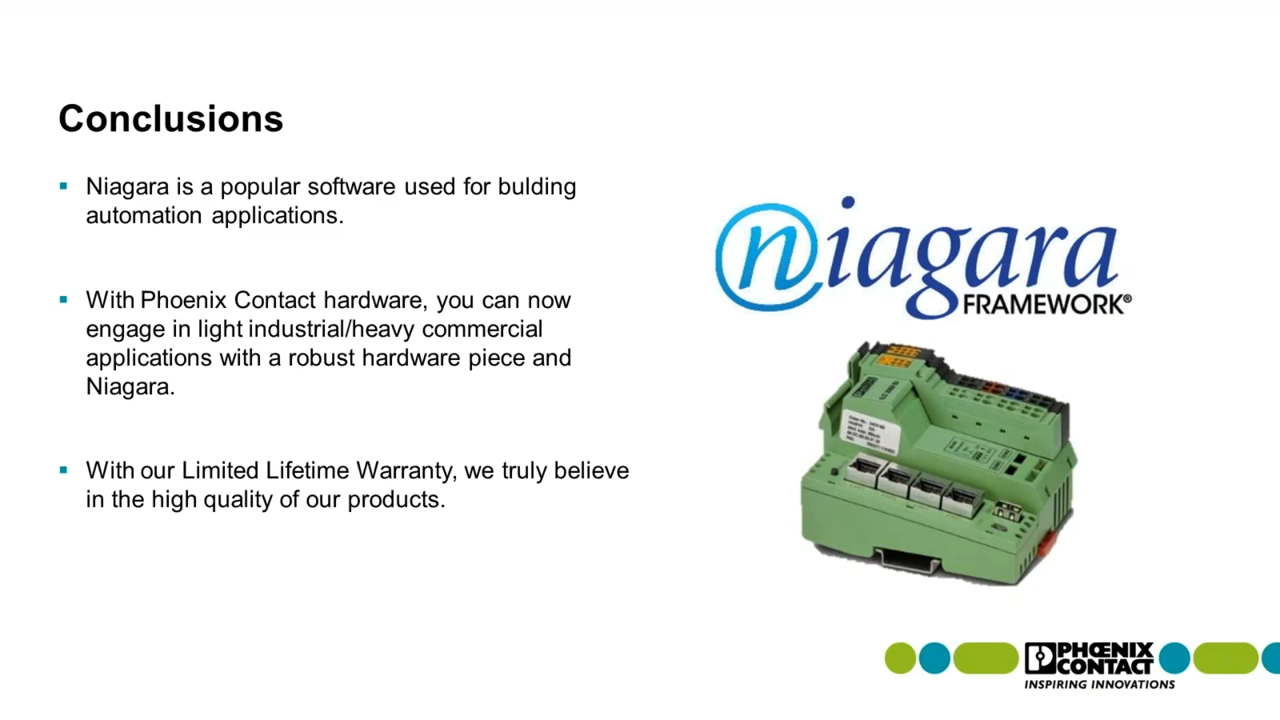 Conclusions
▪ Niagara is a popular software used for bulding
automation applications.
▪ With Phoenix Contact hardware, you can now
engage in light industrial/heavy commercial
applications with a robust hardware piece and
Niagara.
▪ With our Limited Lifetime Warranty, we truly believe
in the high quality of our products.
niagara
FRAMEWORK®
PHŒNIX
CONTACT
INSPIRING INNOVATIONS